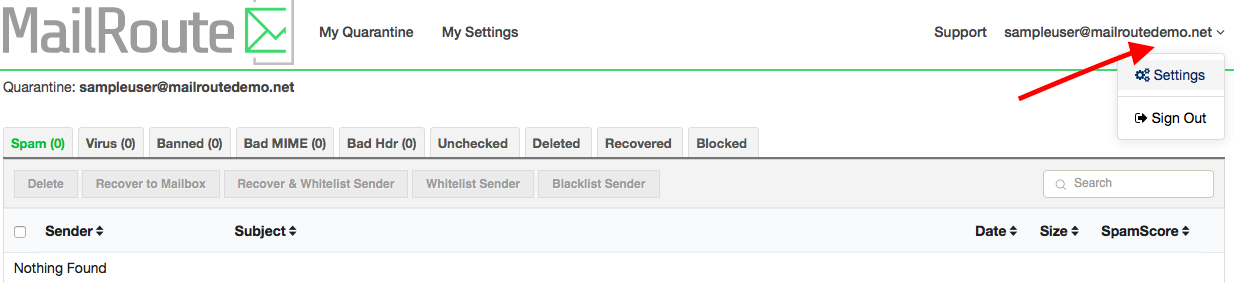 MailRoute My Quarantine My Settings Support sampleuser@mailroutedemo.net
Quarantine: sampleuser@mailroutedemo.net
Settings
Sign Out
Spam (0) Virus (0) Banned (0) Bad MIME (0) Bad Hdr (0) Unchecked Deleted Recovered Blocked
Delete Recover to Mailbox Recover & Whitelist Sender Whitelist Sender Blacklist Sender Search
Sender Subject Date Size SpamScore
Nothing Found